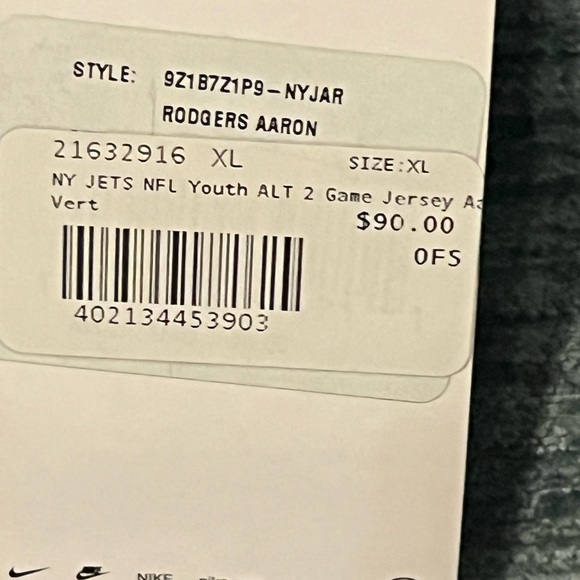 STYLE: 9Z1B7Z1P9-NYJAR
RODGERS AARON
21632916 XL SIZE:XL
NY JETS NFL Youth ALT 2 Game Jersey
Vert
$90.00
OFS
402134453903
NIKE